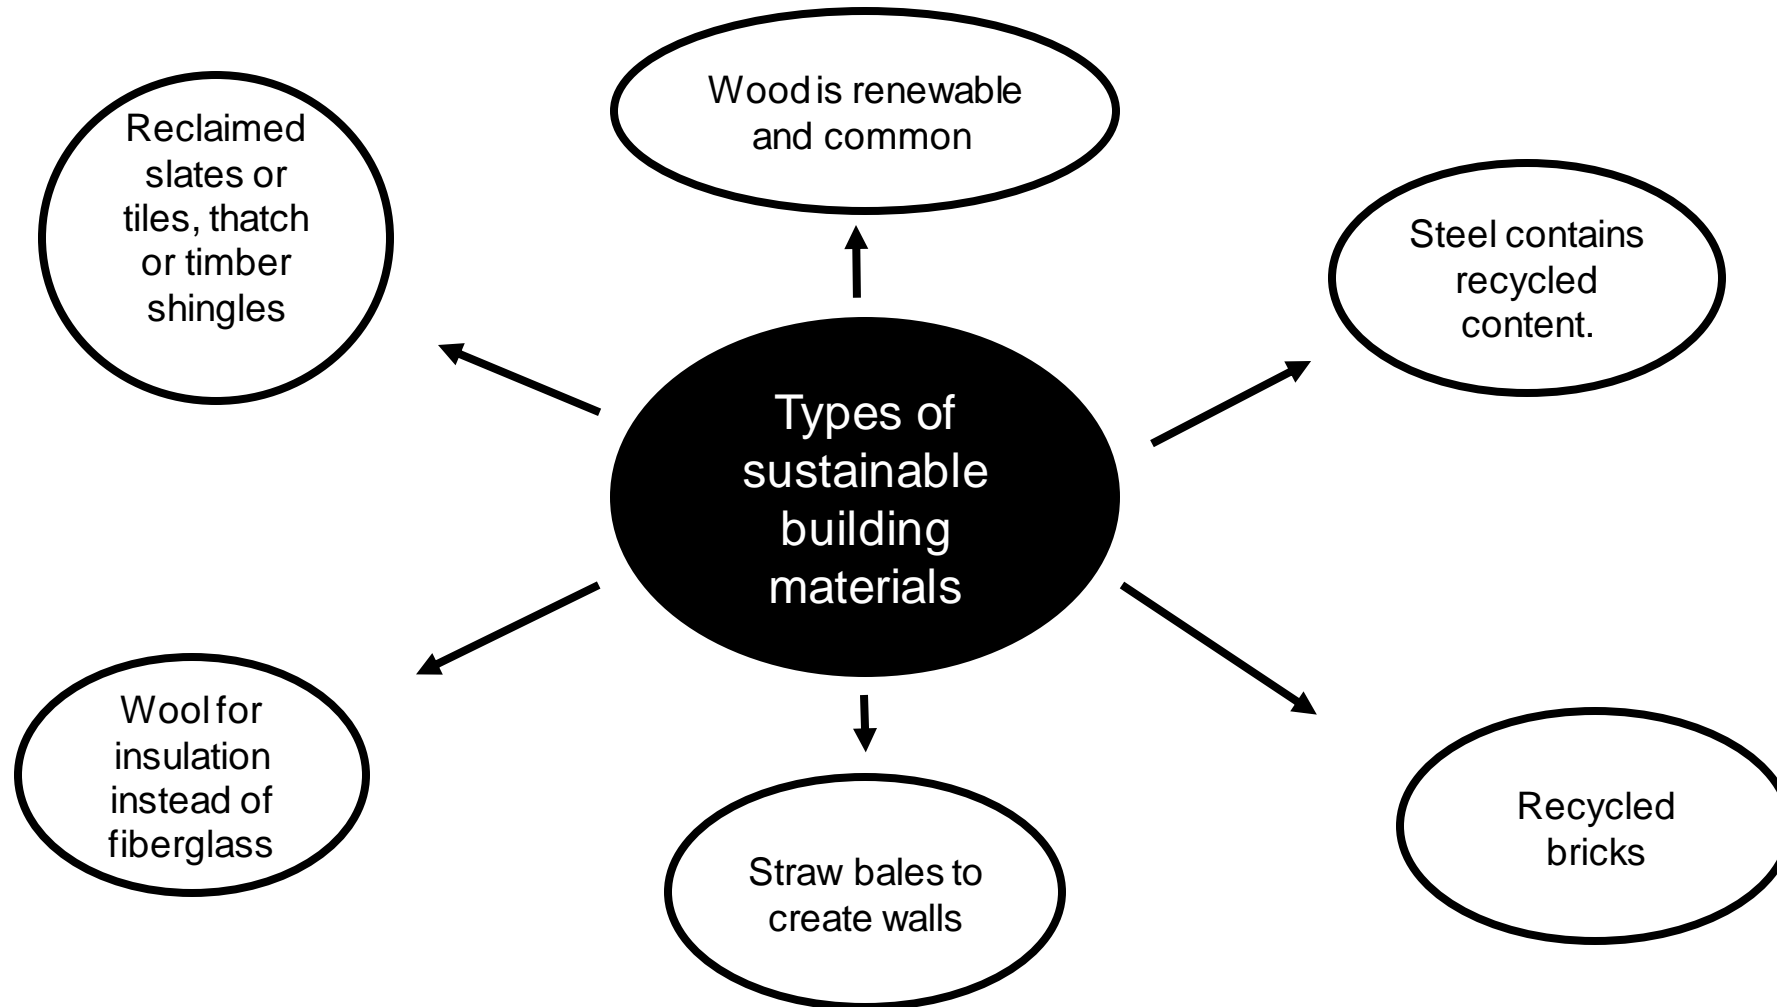 Wood is renewable
and common
Reclaimed
slates or
tiles, thatch
or timber
shingles
Steel contains
recycled
content.
Types of
sustainable
building
materials
Wool for
insulation
instead of
fiberglass
Straw bales to
create walls
Recycled
bricks